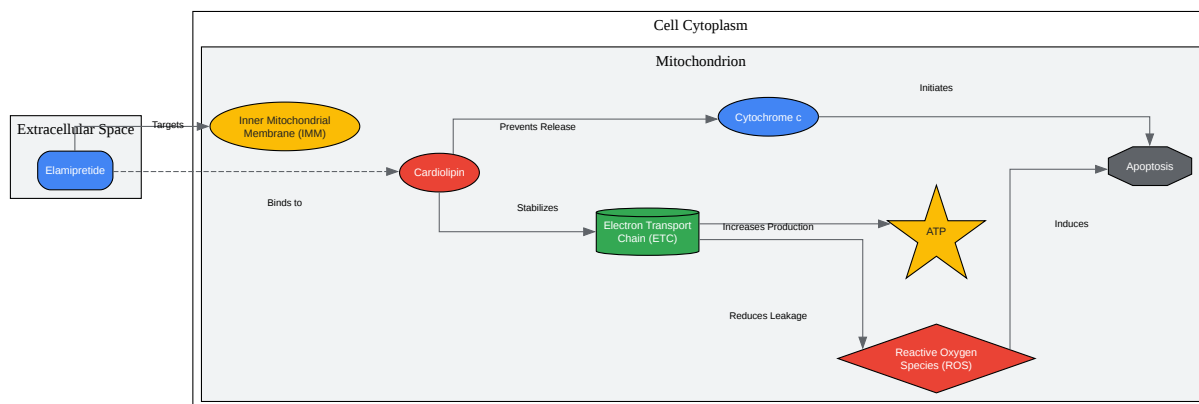 Cell Cytoplasm
Mitochondrion
Initiates
Inner Mitochondrial
Membrane (IMM)
Cytochrome c
Extracellular Space
Targets
Prevents Release
Elamipretide
Cardiolipin
Apoptosis
Binds to
Stabilizes
Electron Transport
Chain (ETC)
Increases Production
ATP
Induces
Reduces Leakage
Reactive Oxygen
Species (ROS)